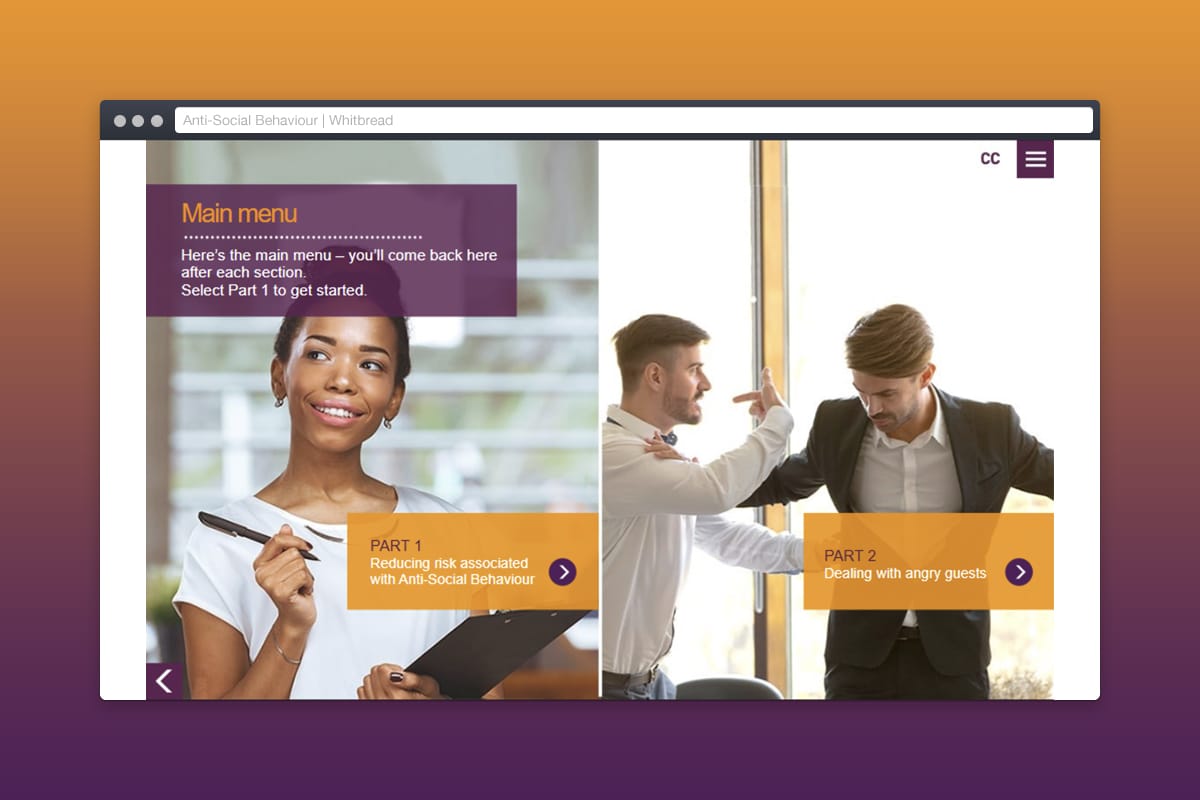 Anti-Social Behaviour | Whitbread
CC
Main menu
Here’s the main menu – you’ll come back here
after each section.
Select Part 1 to get started.
PART 1
Reducing risk associated
with Anti-Social Behaviour
PART 2
Dealing with angry guests